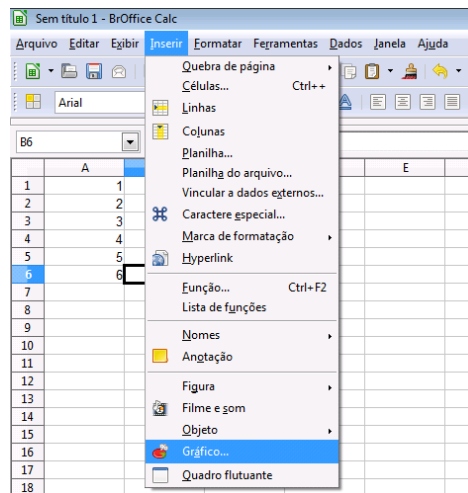 Sem título 1 - BrOffice Calc
Arquivo Editar Exibir Inserir Formatar Ferramentas Dados Janela Ajuda
Arial
B6
Quebra de página
Células... Ctrl++
Linhas
Colunas
Planilha...
Planilha do arquivo...
Vincular a dados externos...
Caractere especial...
Marca de formatação
Hyperlink
Função... Ctrl+F2
Lista de funções
Nomes
Anotação
Figura
Filme e som
Objeto
Gráfico...
Quadro flutuante
A E
1 1
2 2
3 3
4 4
5 5
6 6
7
8
9
10
11
12
13
14
15
16
17
18